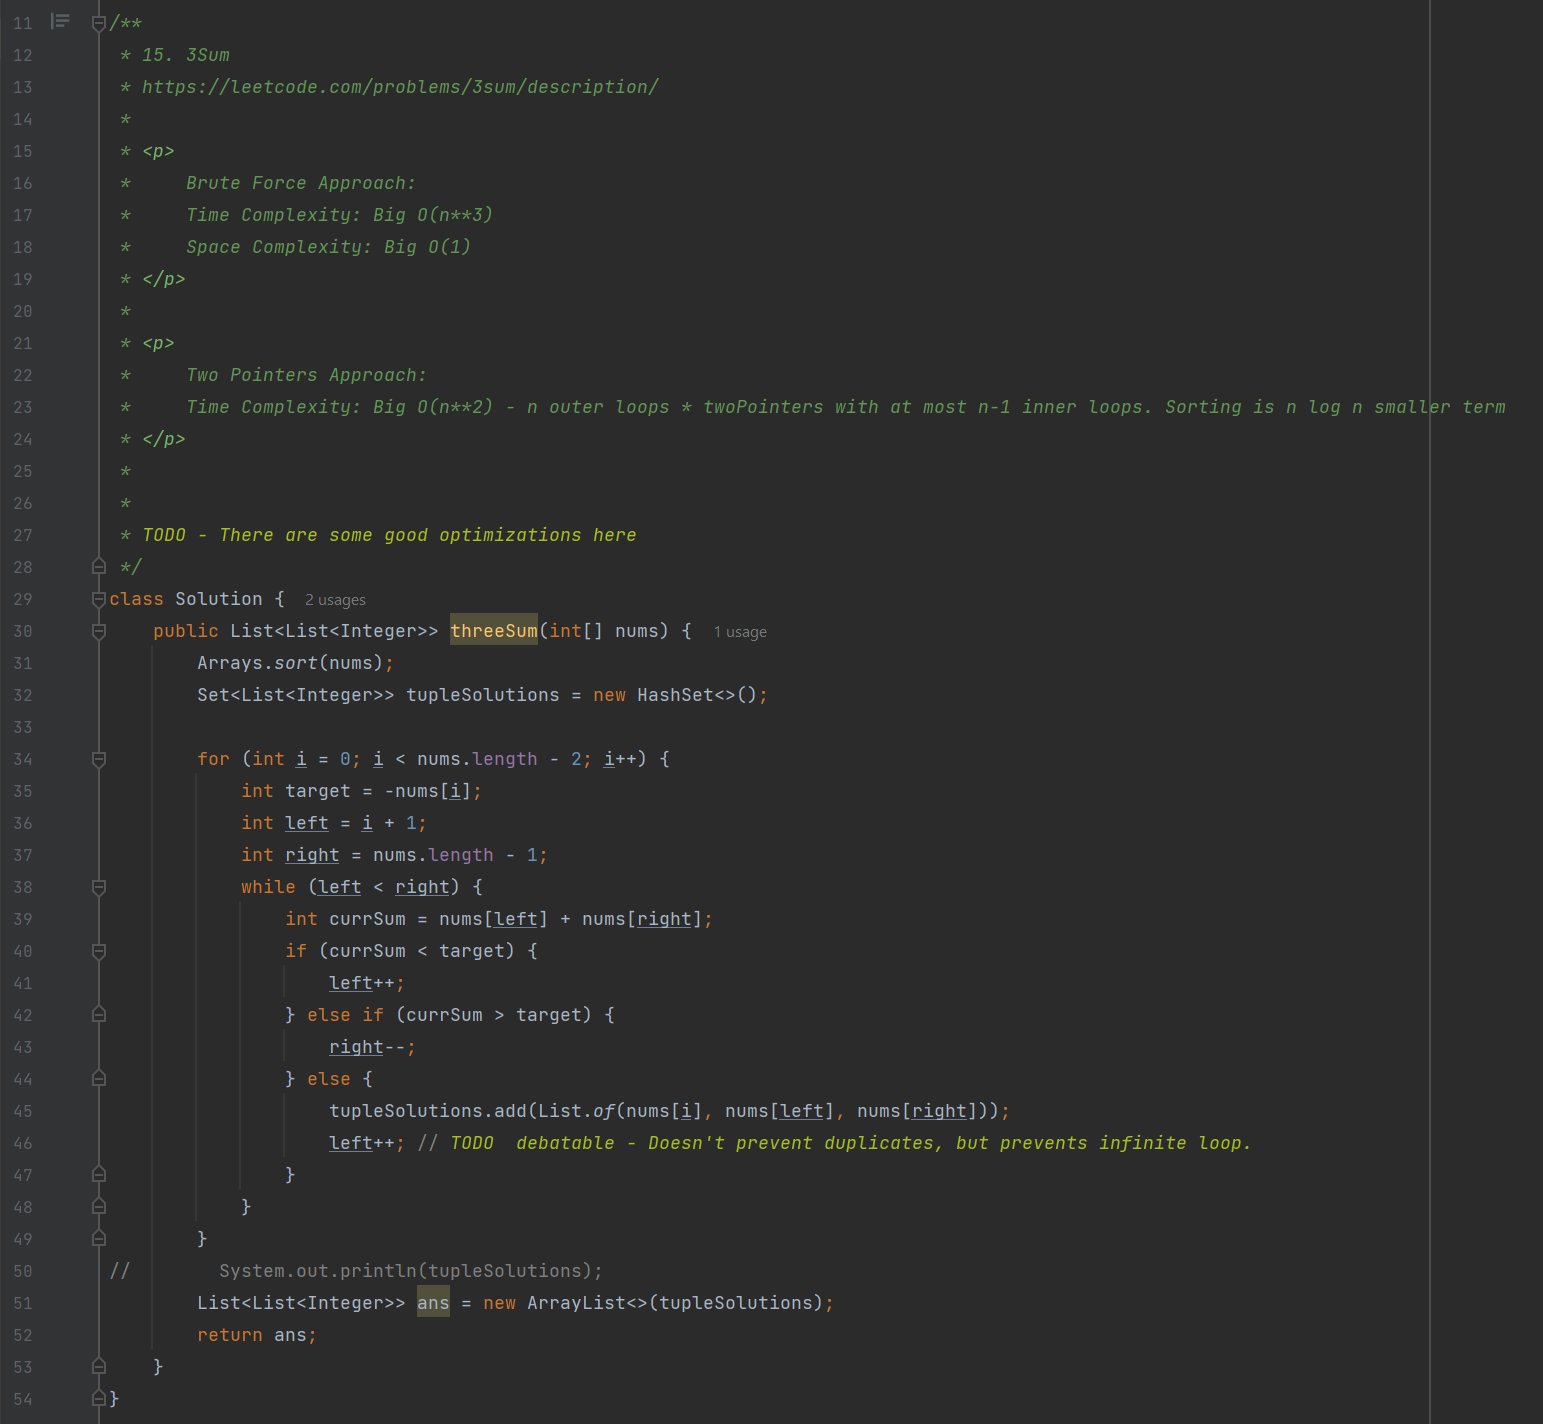 11 /**
12 * 15. 3Sum
13 * https://leetcode.com/problems/3sum/description/
14 *
15 * <p>
16 *     Brute Force Approach:
17 *     Time Complexity: Big O(n**3)
18 *     Space Complexity: Big O(1)
19 * </p>
20 *
21 * <p>
22 *     Two Pointers Approach:
23 *     Time Complexity: Big O(n**2) - n outer loops * twoPointers with at most n-1 inner loops. Sorting is n log n smaller term
24 * </p>
25 *
26 *
27 * TODO - There are some good optimizations here
28 */
29 class Solution { 2 usages
30     public List<List<Integer>> threeSum(int[] nums) { 1 usage
31         Arrays.sort(nums);
32         Set<List<Integer>> tupleSolutions = new HashSet<>();
33
34         for (int i = 0; i < nums.length - 2; i++) {
35             int target = -nums[i];
36             int left = i + 1;
37             int right = nums.length - 1;
38             while (left < right) {
39                 int currSum = nums[left] + nums[right];
40                 if (currSum < target) {
41                     left++;
42                 } else if (currSum > target) {
43                     right--;
44                 } else {
45                     tupleSolutions.add(List.of(nums[i], nums[left], nums[right]));
46                     left++; // TODO  debatable - Doesn't prevent duplicates, but prevents infinite loop.
47                 }
48             }
49         }
50 //        System.out.println(tupleSolutions);
51         List<List<Integer>> ans = new ArrayList<>(tupleSolutions);
52         return ans;
53     }
54 }